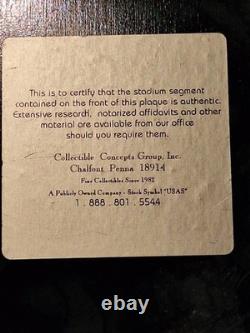 This is to certify that the stadium segment
contained on the front of this plaque is authentic.
Extensive research, notarized affidavits and other
material are available from our office
should you require them.
Collectible Concepts Group, Inc.
Chalfont Penna 18914
Fine Collectibles Since 1982
A Publicly Owned Company - Stock Symbol "USAS"
1 . 888 . 801 . 5544